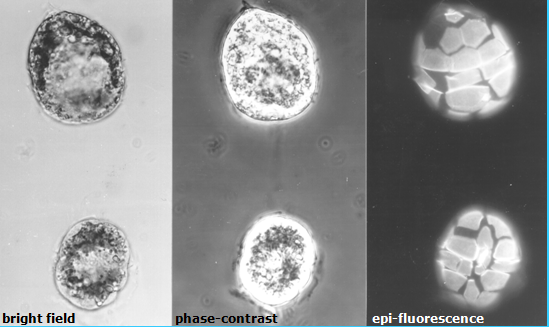 bright field
phase-contrast
epi-fluorescence